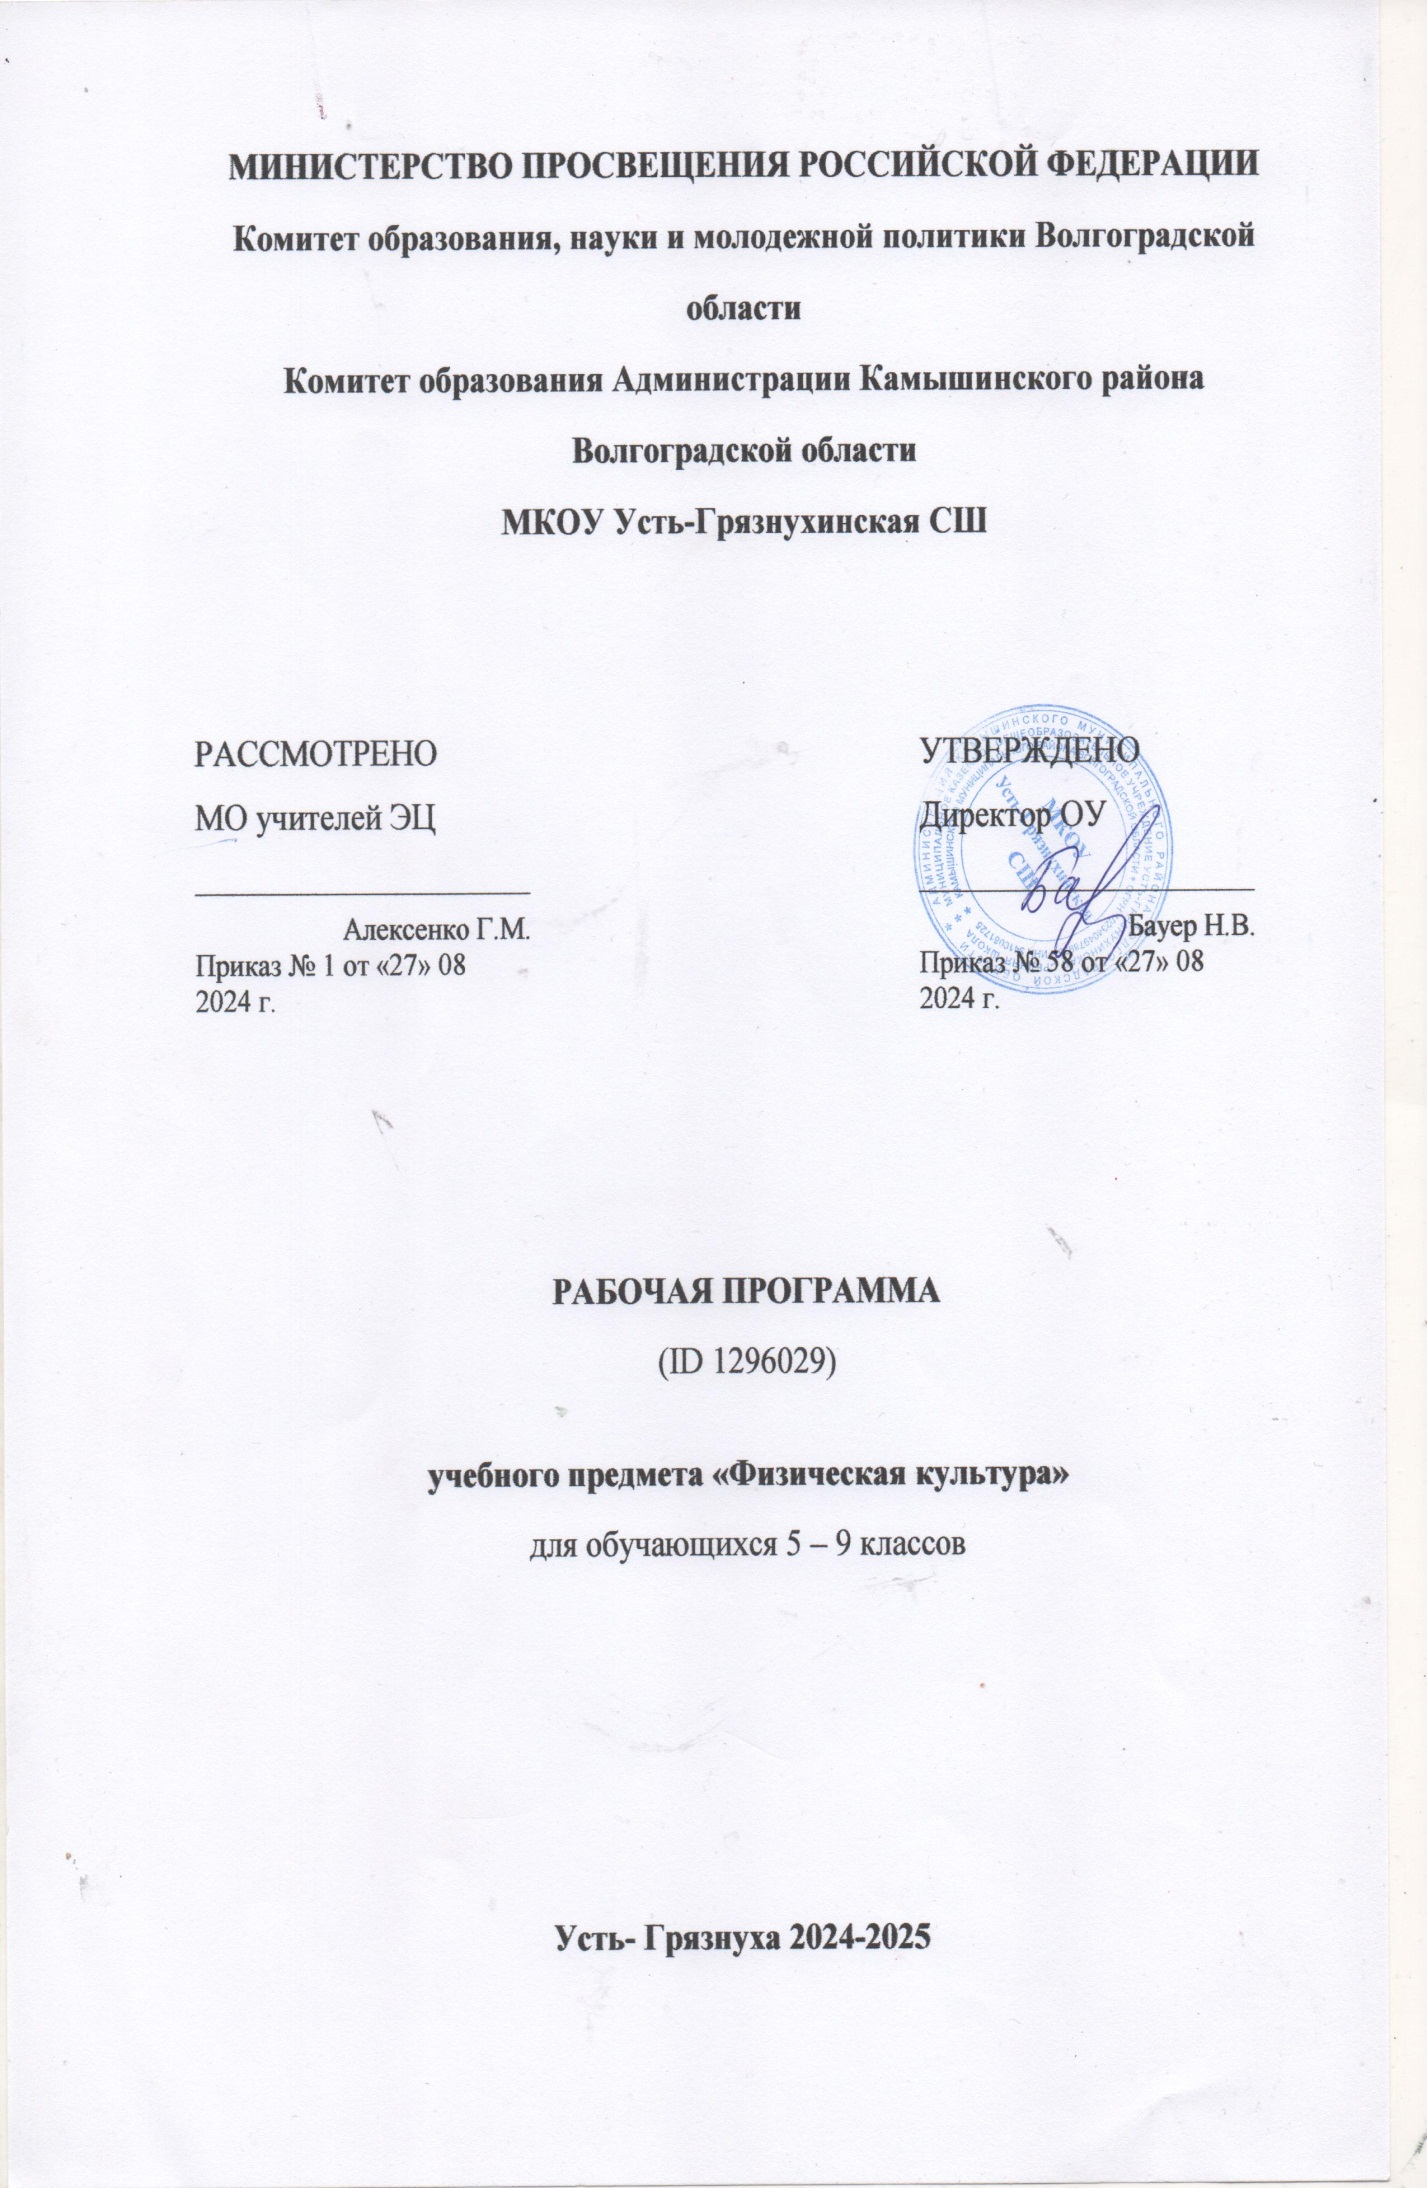 МИНИСТЕРСТВО ПРОСВЕЩЕНИЯ РОССИЙСКОЙ ФЕДЕРАЦИИ
Комитет образования, науки и молодежной политики Волгоградской
области
Комитет образования Администрации Камышинского района
Волгоградской области
МКОУ Усть-Грязнухинская СШ
РАССМОТРЕНО
МО учителей ЭЦ
Алексенко Г.М.
Приказ № 1 от «27» 08
2024 г.
УТВЕРЖДЕНО
Директор ОУ
Бауер Н.В.
Приказ № 58 от «27» 08
2024 г.
МКОУ
СШ
РАБОЧАЯ ПРОГРАММА
(ID 1296029)
учебного предмета «Физическая культура»
для обучающихся 5 – 9 классов
Усть- Грязнуха 2024-2025